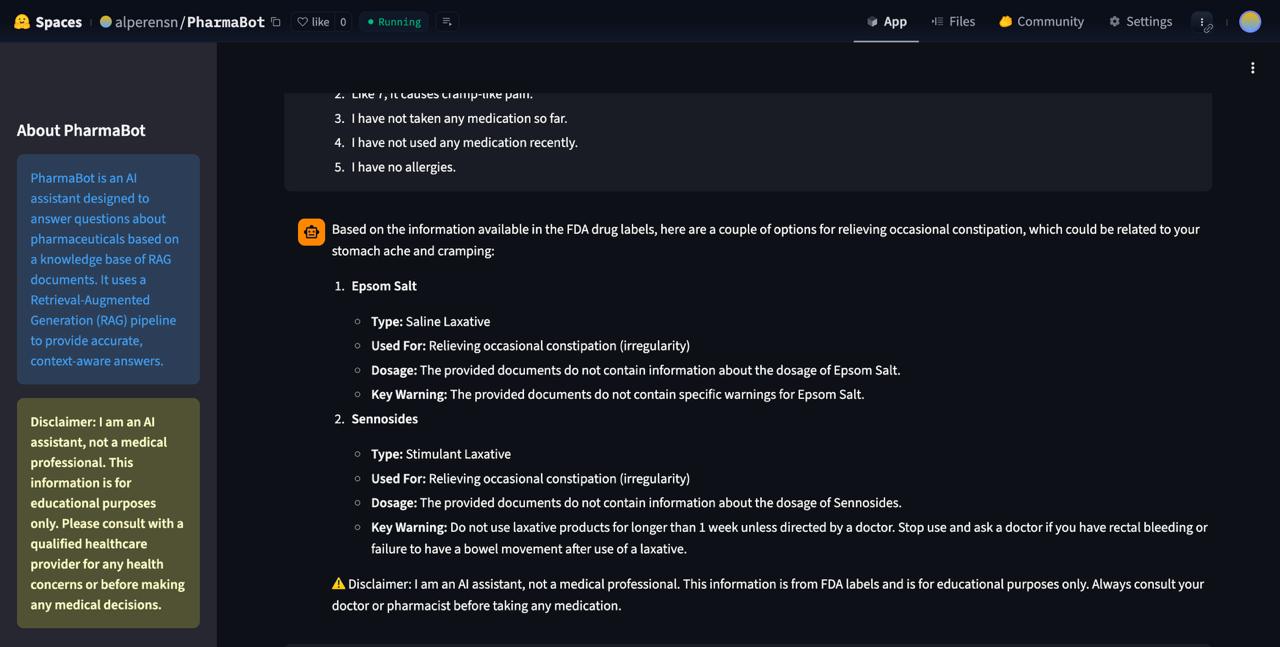 Spaces
alperensn/PharmaBot
like 0
Running
App
Files
Community
Settings
About PharmaBot
PharmaBot is an AI
assistant designed to
answer questions about
pharmaceuticals based on
a knowledge base of RAG
documents. It uses a
Retrieval-Augmented
Generation (RAG) pipeline
to provide accurate,
context-aware answers.
Disclaimer: I am an AI
assistant, not a medical
professional. This
information is for
educational purposes
only. Please consult with a
qualified healthcare
provider for any health
concerns or before making
any medical decisions.
2. Like 7, it causes cramp-like pain.
3. I have not taken any medication so far.
4. I have not used any medication recently.
5. I have no allergies.
Based on the information available in the FDA drug labels, here are a couple of options for relieving occasional constipation, which could be related to your
stomach ache and cramping:
1. Epsom Salt
Type: Saline Laxative
Used For: Relieving occasional constipation (irregularity)
Dosage: The provided documents do not contain information about the dosage of Epsom Salt.
Key Warning: The provided documents do not contain specific warnings for Epsom Salt.
2. Sennosides
Type: Stimulant Laxative
Used For: Relieving occasional constipation (irregularity)
Dosage: The provided documents do not contain information about the dosage of Sennosides.
Key Warning: Do not use laxative products for longer than 1 week unless directed by a doctor. Stop use and ask a doctor if you have rectal bleeding or
failure to have a bowel movement after use of a laxative.
⚠️ Disclaimer: I am an AI assistant, not a medical professional. This information is from FDA labels and is for educational purposes only. Always consult your
doctor or pharmacist before taking any medication.